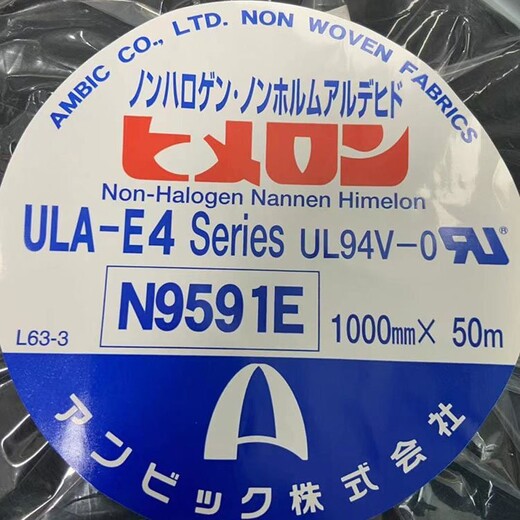 AMBIC CO., LTD. NON WOVEN FABRICS
ノンハロゲン・ノンホルムアルデヒド
ヒメロン
Non-Halogen Nannen Himelon
ULA-E4 Series UL94V-0 RU®
N9591E
1000mm× 50m
L63-3
アンビック株式会社